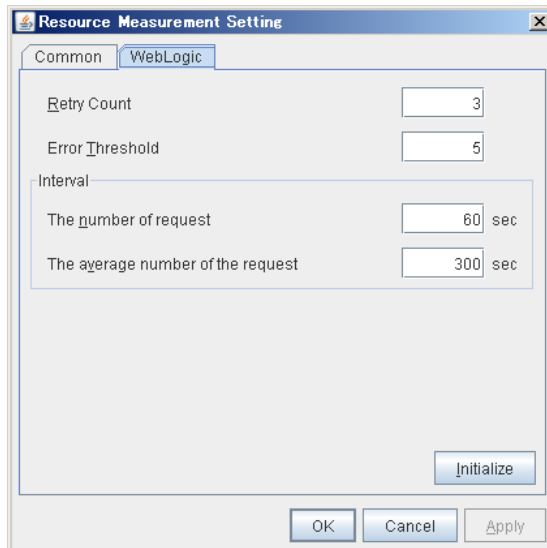 Resource Measurement Setting
Common WebLogic
Retry Count 3
Error Threshold 5
Interval
The number of request 60 sec
The average number of the request 300 sec
Initialize
OK Cancel Apply